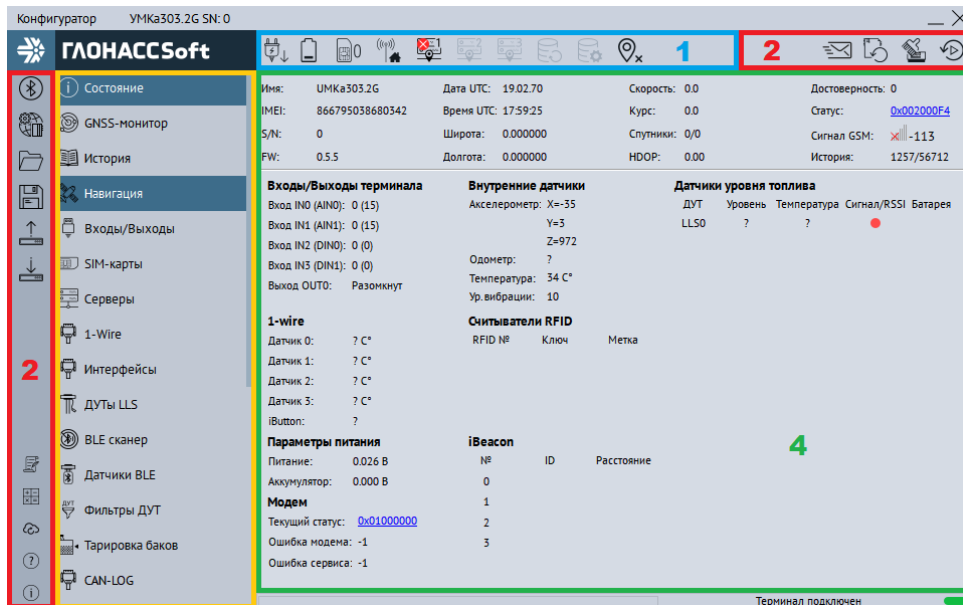 Конфигуратор УМКа303.2G SN: 0
ГЛОНАССSoft
0
1
1
2
Состояние
GNSS-монитор
История
Навигация
Входы/Выходы
SIM-карты
Серверы
1-Wire
Интерфейсы
ДУТы LLS
BLE сканер
Датчики BLE
ДУТ
Фильтры ДУТ
Тарировка баков
CAN-LOG
2
Имя: УМКа303.2G Дата UTC: 19.02.70 Скорость: 0.0 Достоверность: 0
IMEI: 866795038680342 Время UTC: 17:59:25 Курс: 0.0 Статус: 0x002000F4
S/N: 0 Широта: 0.000000 Спутники: 0/0 Сигнал GSM: -113
FW: 0.5.5 Долгота: 0.000000 HDOP: 0.00 История: 1257/56712
Входы/Выходы терминала
Вход IN0 (AIN0): 0 (15)
Вход IN1 (AIN1): 0 (15)
Вход IN2 (DIN0): 0 (0)
Вход IN3 (DIN1): 0 (0)
Выход OUT0: Разомкнут
Внутренние датчики
Акселерометр: X=-35
Y=3
Z=972
Одометр: ?
Температура: 34 C°
Ур.вибрации: 10
Датчики уровня топлива
ДУТ Уровень Температура Сигнал/RSSI Батарея
LLS0 ? ?
1-wire
Датчик 0: ? C°
Датчик 1: ? C°
Датчик 2: ? C°
Датчик 3: ? C°
iButton: ?
Считыватели RFID
RFID № Ключ Метка
Параметры питания
Питание: 0.026 В
Аккумулятор: 0.000 В
Модем
Текущий статус: 0x01000000
Ошибка модема: -1
Ошибка сервиса: -1
iBeacon
№ ID Расстояние
0
1
2
3
4
Терминал подключен